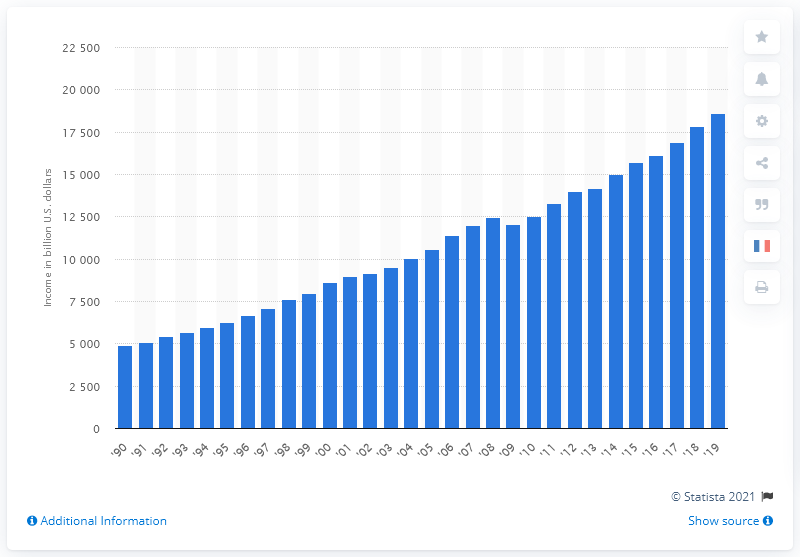 22 500
20 000
17 500
15 000
12 500
10 000
7 500
5 000
2 500
0
Income in billion U.S. dollars
'90 '91 '92 '93 '94 '95 '96 '97 '98 '99 '00 '01 '02 '03 '04 '05 '06 '07 '08 '09 '10 '11 '12 '13 '14 '15 '16 '17 '18 '19
© Statista 2021
Additional Information
Show source